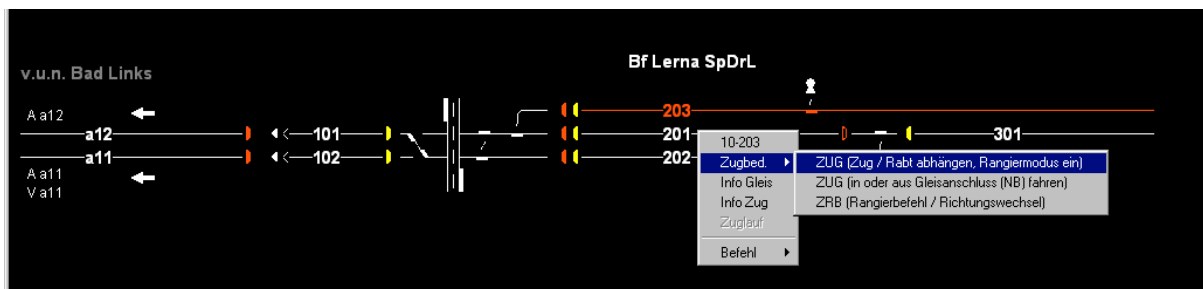 Bf Lerna SpDrL
v.u.n. Bad Links
A a12
203
a12 101 201 301
10-203
a11 102 202
Zugbed. ZUG (Zug / Rabt abhängen, Rangiermodus ein)
A a11
Info Gleis ZUG (in oder aus Gleisanschluss (NB) fahren)
V a11
Info Zug ZRB (Rangierbefehl / Richtungswechsel)
Zuglauf
Befehl